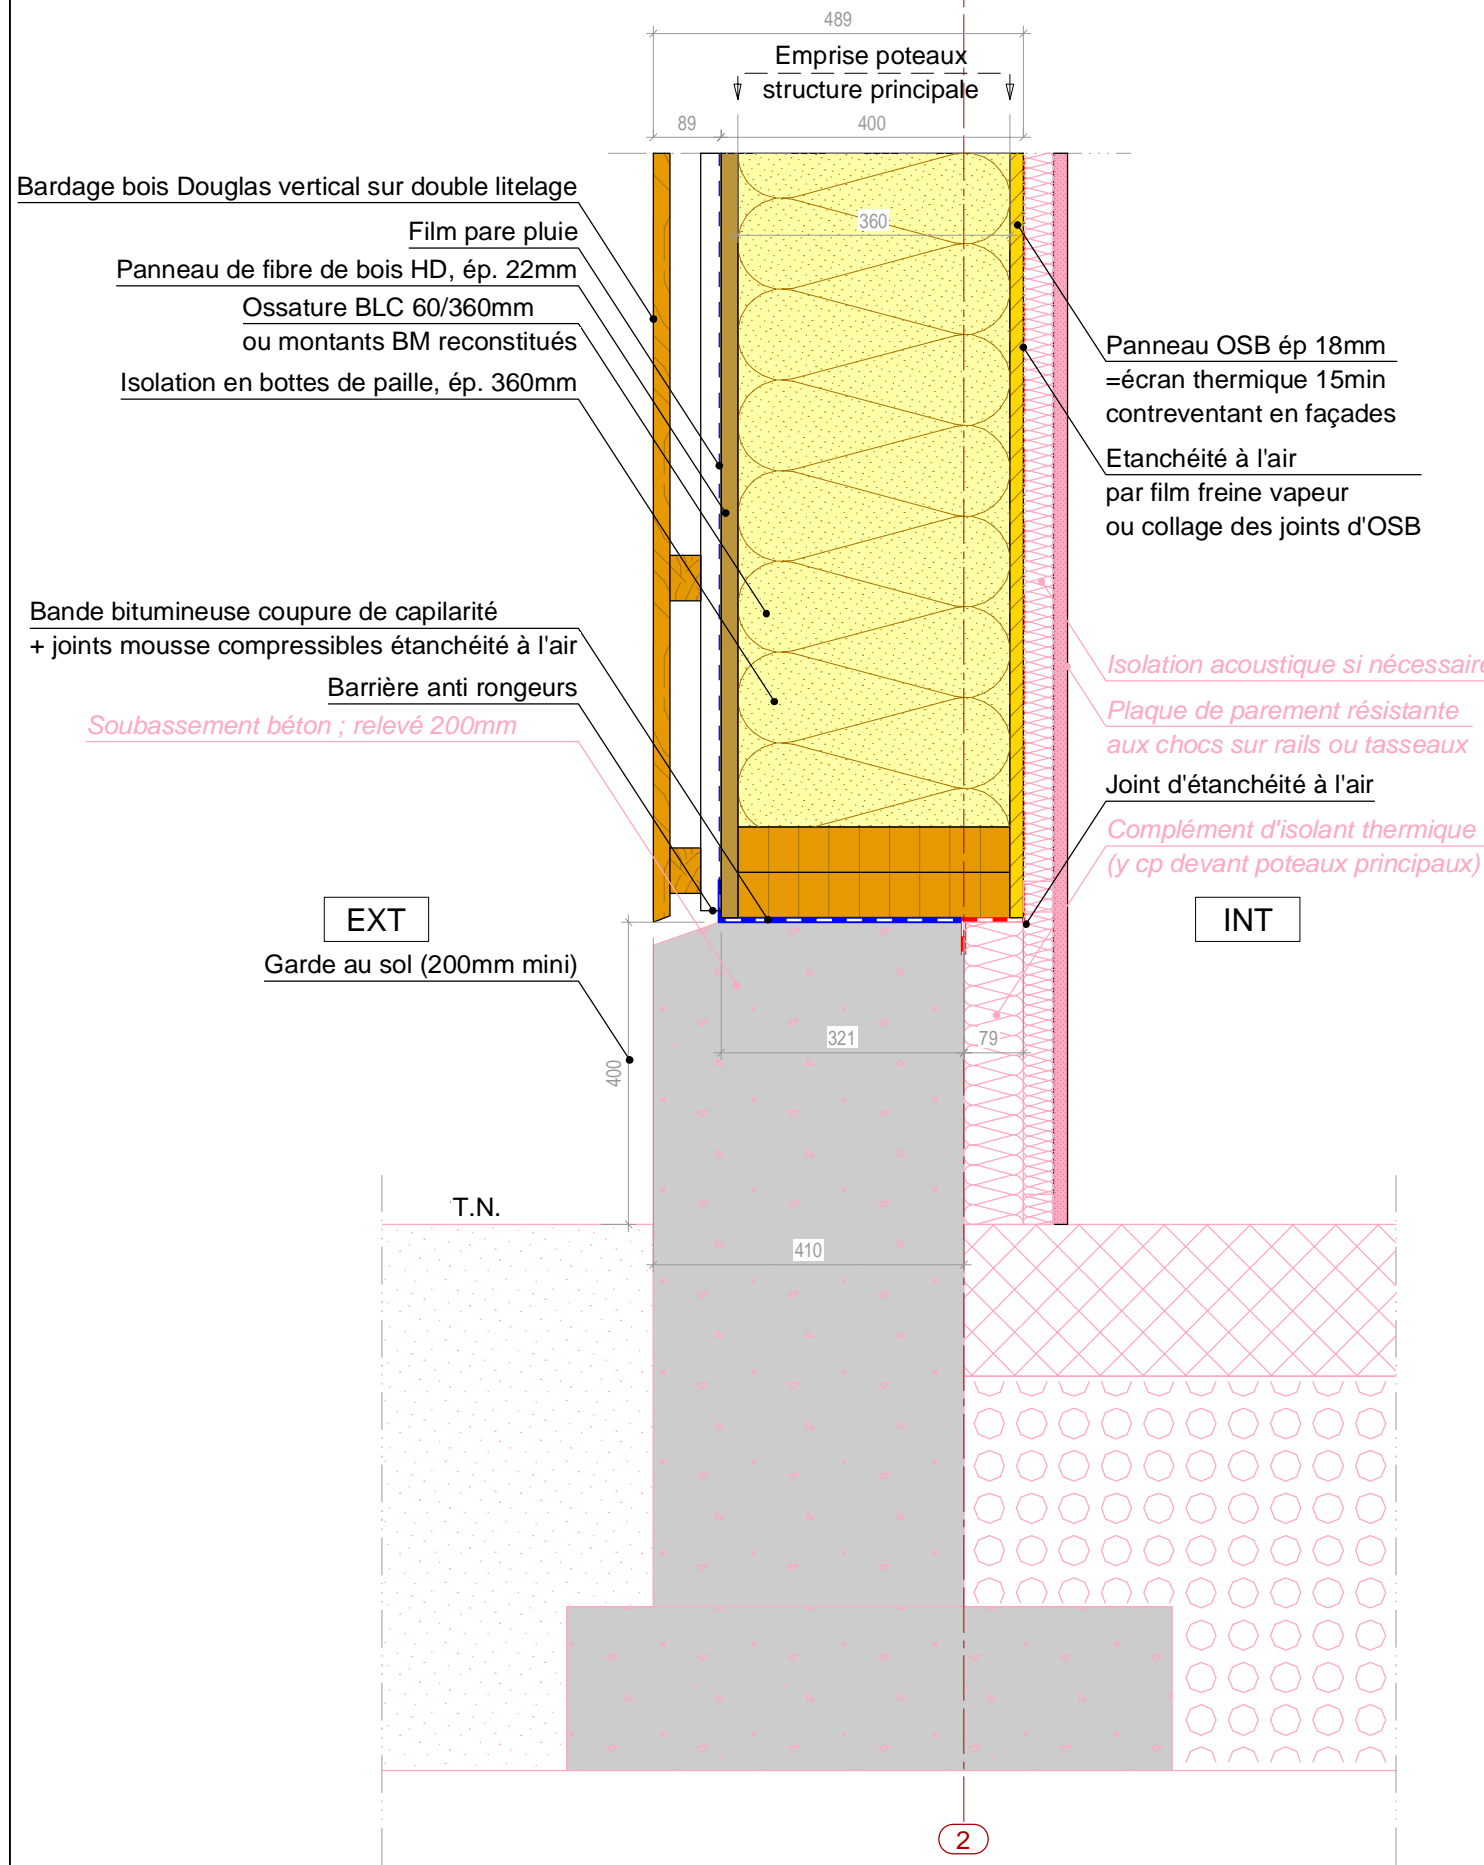 489
Emprise poteaux
structure principale
89
400
360
Bardage bois Douglas vertical sur double litelage
Film pare pluie
Panneau de fibre de bois HD, ép. 22mm
Ossature BLC 60/360mm
ou montants BM reconstitués
Isolation en bottes de paille, ép. 360mm
Panneau OSB ép 18mm
=écran thermique 15min
contreventant en façades
Etanchéité à l'air
par film freine vapeur
ou collage des joints d'OSB
Bande bitumineuse coupure de capilarité
+ joints mousse compressibles étanchéité à l'air
Barrière anti rongeurs
Soubassement béton ; relevé 200mm
Isolation acoustique si nécessaire
Plaque de parement résistante
aux chocs sur rails ou tasseaux
Joint d'étanchéité à l'air
Complément d'isolant thermique
(y cp devant poteaux principaux)
EXT
INT
Garde au sol (200mm mini)
321
79
400
T.N.
410
2